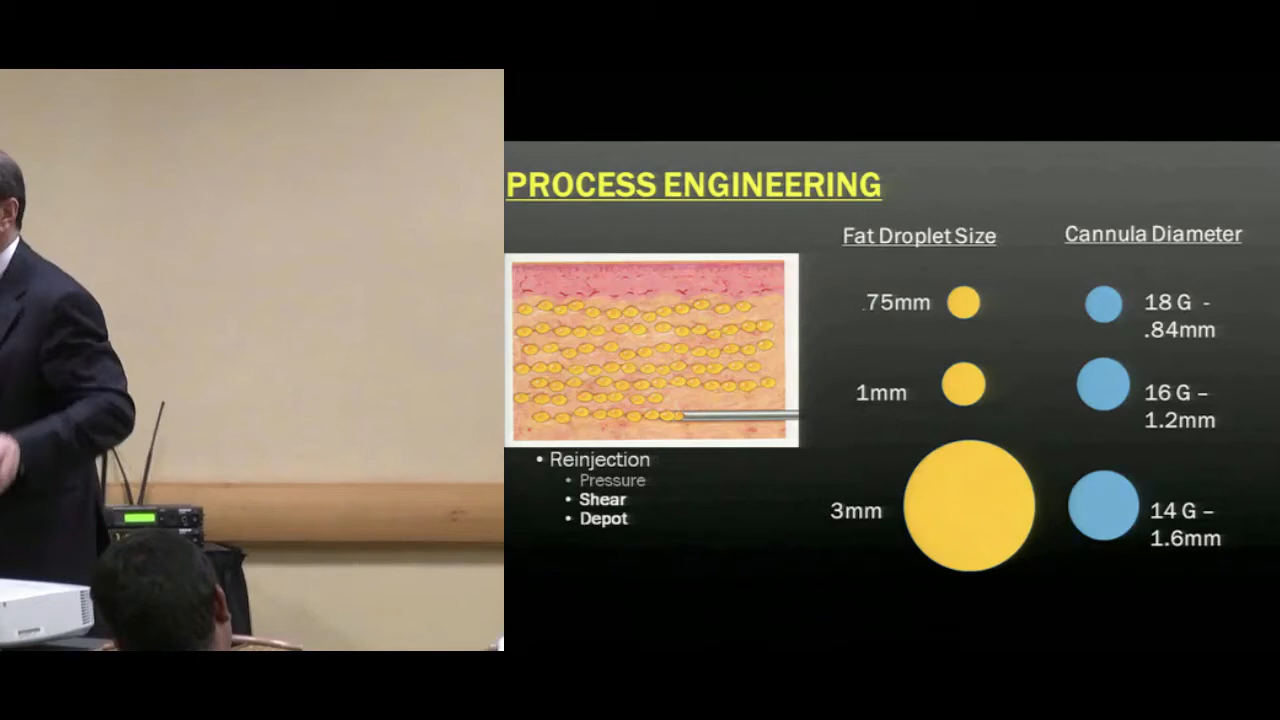 PROCESS ENGINEERING
Fat Droplet Size
Cannula Diameter
.75mm
18 G -
.84mm
1mm
16 G –
1.2mm
3mm
14 G –
1.6mm
• Reinjection
• Pressure
• Shear
• Depot